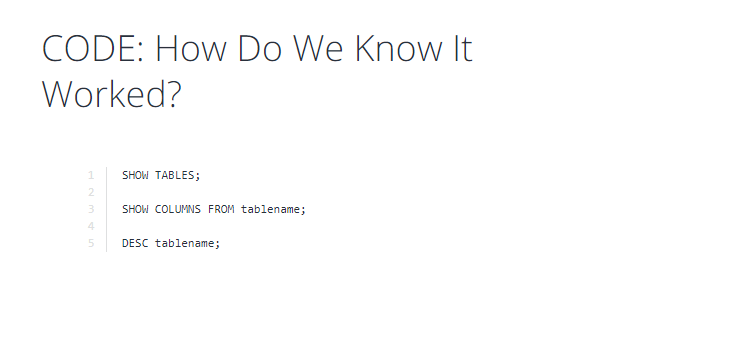 CODE: How Do We Know It
Worked?
1 SHOW TABLES;
2
3 SHOW COLUMNS FROM tablename;
4
5 DESC tablename;